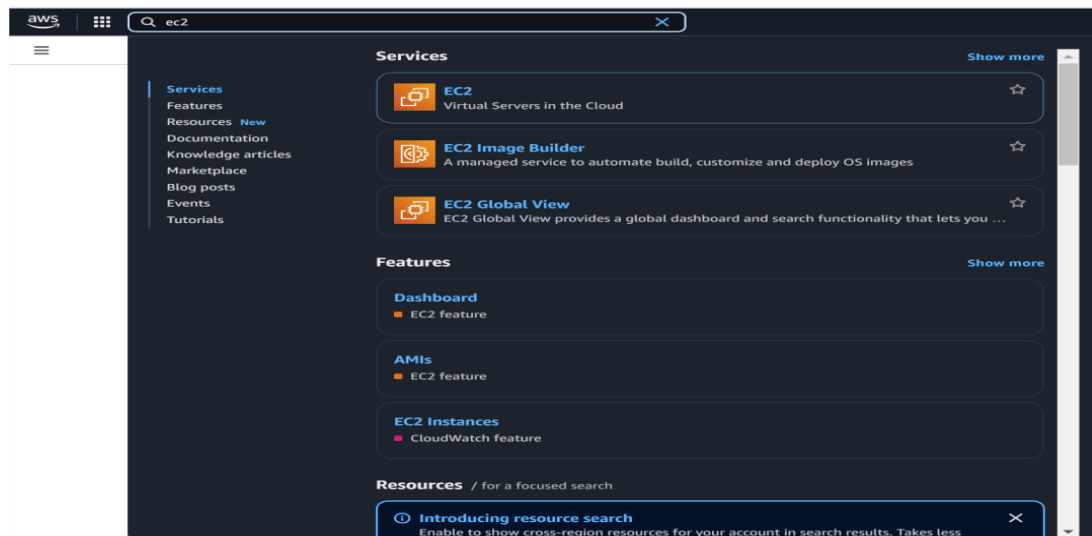 aws
ec2
Services
Features
Resources New
Documentation
Knowledge articles
Marketplace
Blog posts
Events
Tutorials
Services
Show more
EC2
Virtual Servers in the Cloud
EC2 Image Builder
A managed service to automate build, customize and deploy OS images
EC2 Global View
EC2 Global View provides a global dashboard and search functionality that lets you ...
Features
Show more
Dashboard
EC2 feature
AMIs
EC2 feature
EC2 Instances
CloudWatch feature
Resources / for a focused search
Introducing resource search
Enable to show cross-region resources for your account in search results. Takes less